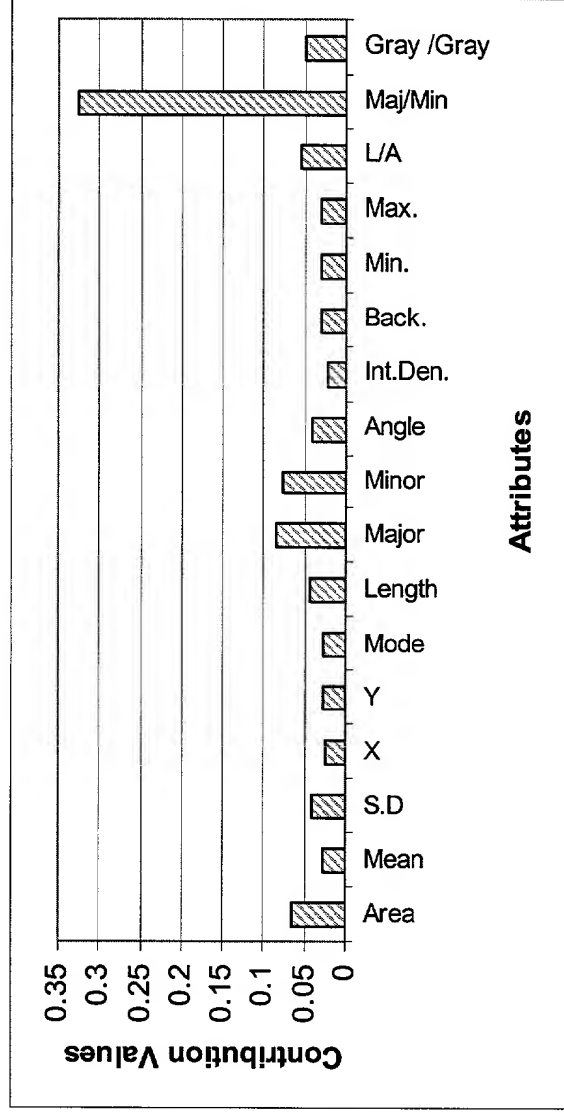 Contribution Values
0.35
0.3
0.25
0.2
0.15
0.1
0.05
0
Area
Mean
S.D
X
Y
Mode
Length
Major
Minor
Angle
Int.Den.
Back.
Min.
Max.
L/A
Maj/Min
Gray /Gray
Attributes